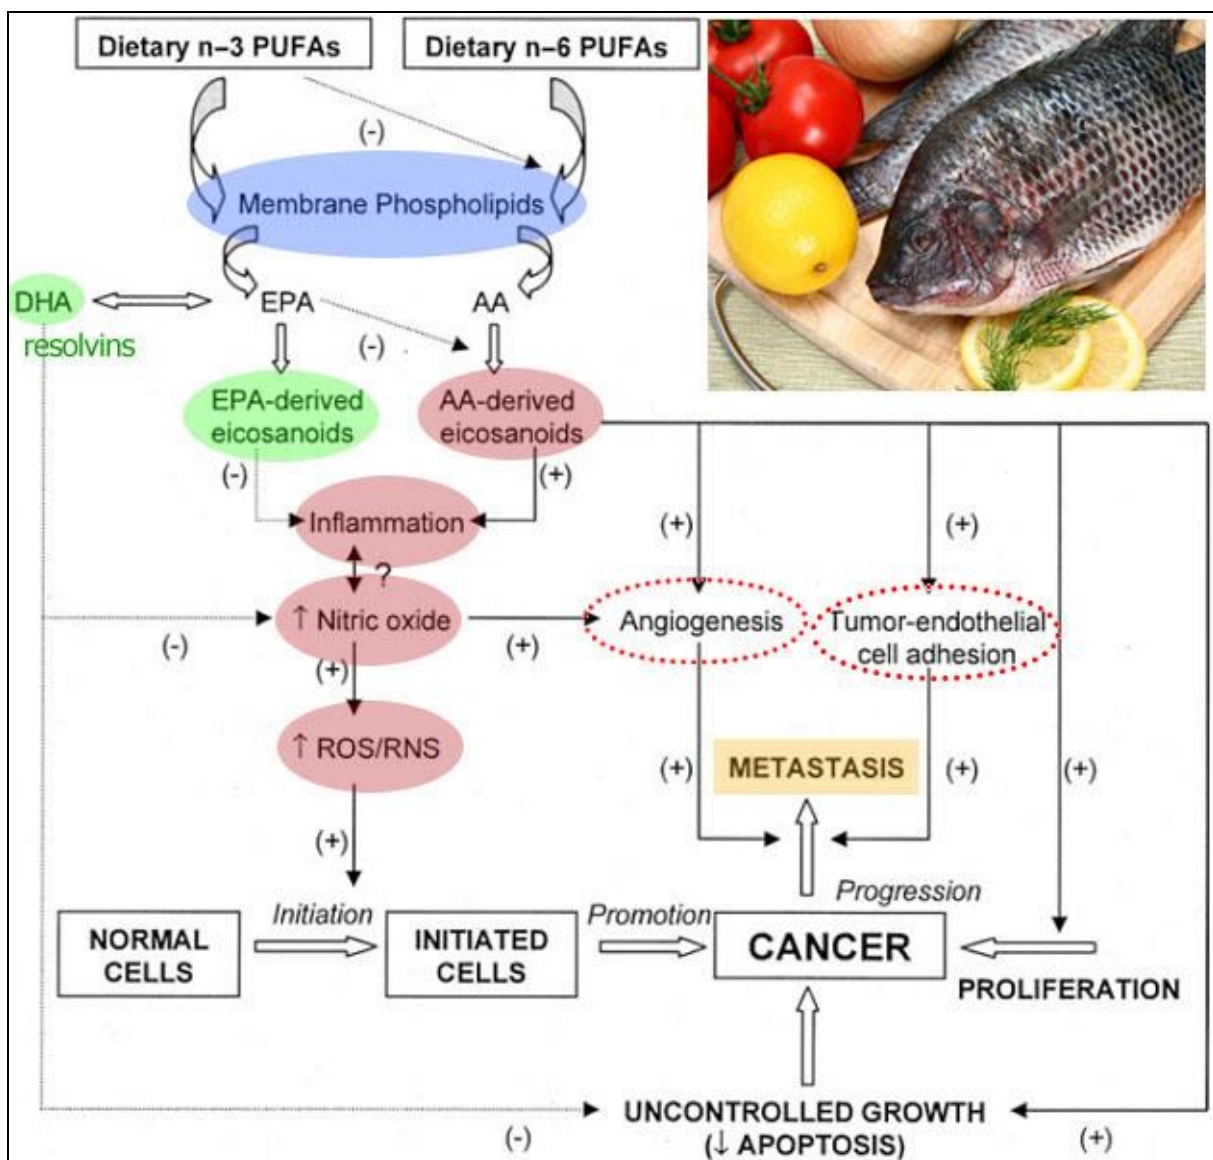 Dietary n–3 PUFAs
Dietary n–6 PUFAs
(-)
Membrane Phospholipids
DHA
EPA
AA
resolvins
(-)
EPA-derived
eicosanoids
AA-derived
eicosanoids
(-)
(+)
Inflammation
(+)
(+)
?
↑ Nitric oxide
(-)
(+)
Angiogenesis
Tumor-endothelial
cell adhesion
(+)
↑ ROS/RNS
(+)
METASTASIS
(+)
(+)
(+)
Initiation
Promotion
Progression
NORMAL
CELLS
INITIATED
CELLS
CANCER
PROLIFERATION
UNCONTROLLED GROWTH
(↓ APOPTOSIS)
(-)
(+)